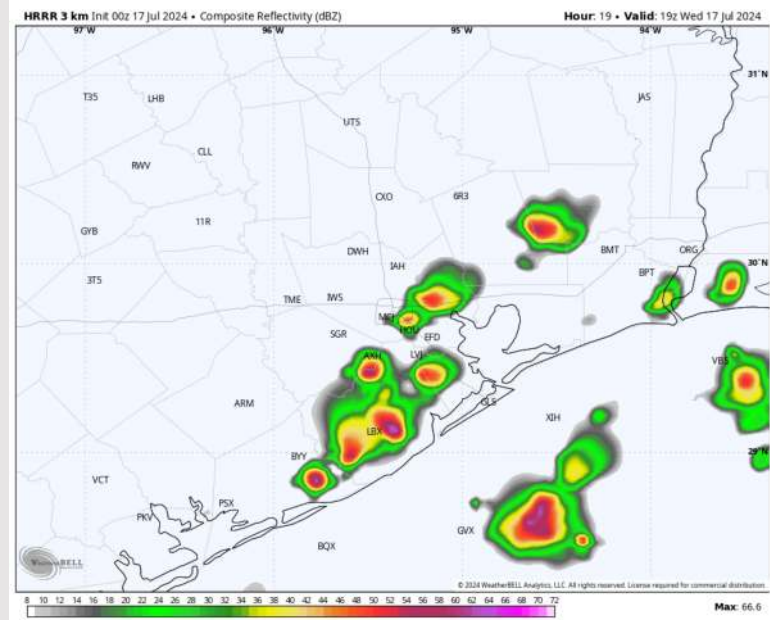 HRRR 3 km Init 00z 17 Jul 2024 • Composite Reflectivity (dBZ) Hour: 19 • Valid: 19z Wed 17 Jul 2024
97°W 96°W 95°W 94°W
31°N
T35 LHB JAS
UTS
CLL
RWV
CXO 6R3
11R
GYB
DWH BMT ORG
30°N
IAH BPT
3T5
TME IWS
MCJ
HOU
SGR EFD
AXH LVJ VBS
ARM GLS
XIH
LBX
29°N
BYY
VCT
PSX
PKV GVX
BQX
WEATHERBELL
© 2024 WeatherBELL Analytics, LLC. All rights reserved. License required for commercial distribution.
8 10 12 14 16 18 20 22 24 26 28 30 32 34 36 38 40 42 44 46 48 50 52 54 56 58 60 62 64 66 68 70 72 Max: 66.6